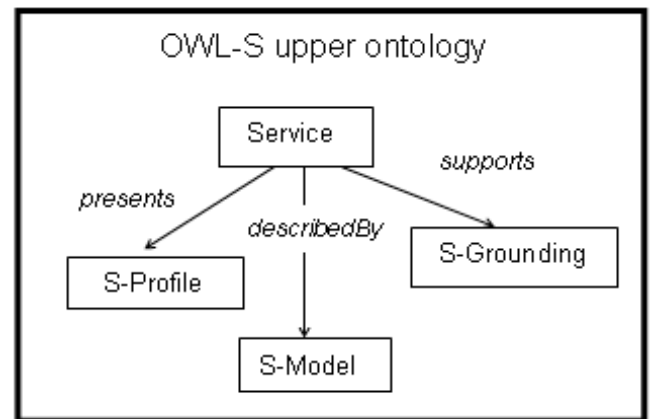 OWL-S upper ontology
Service
supports
presents
describedBy
S-Grounding
S-Profile
S-Model